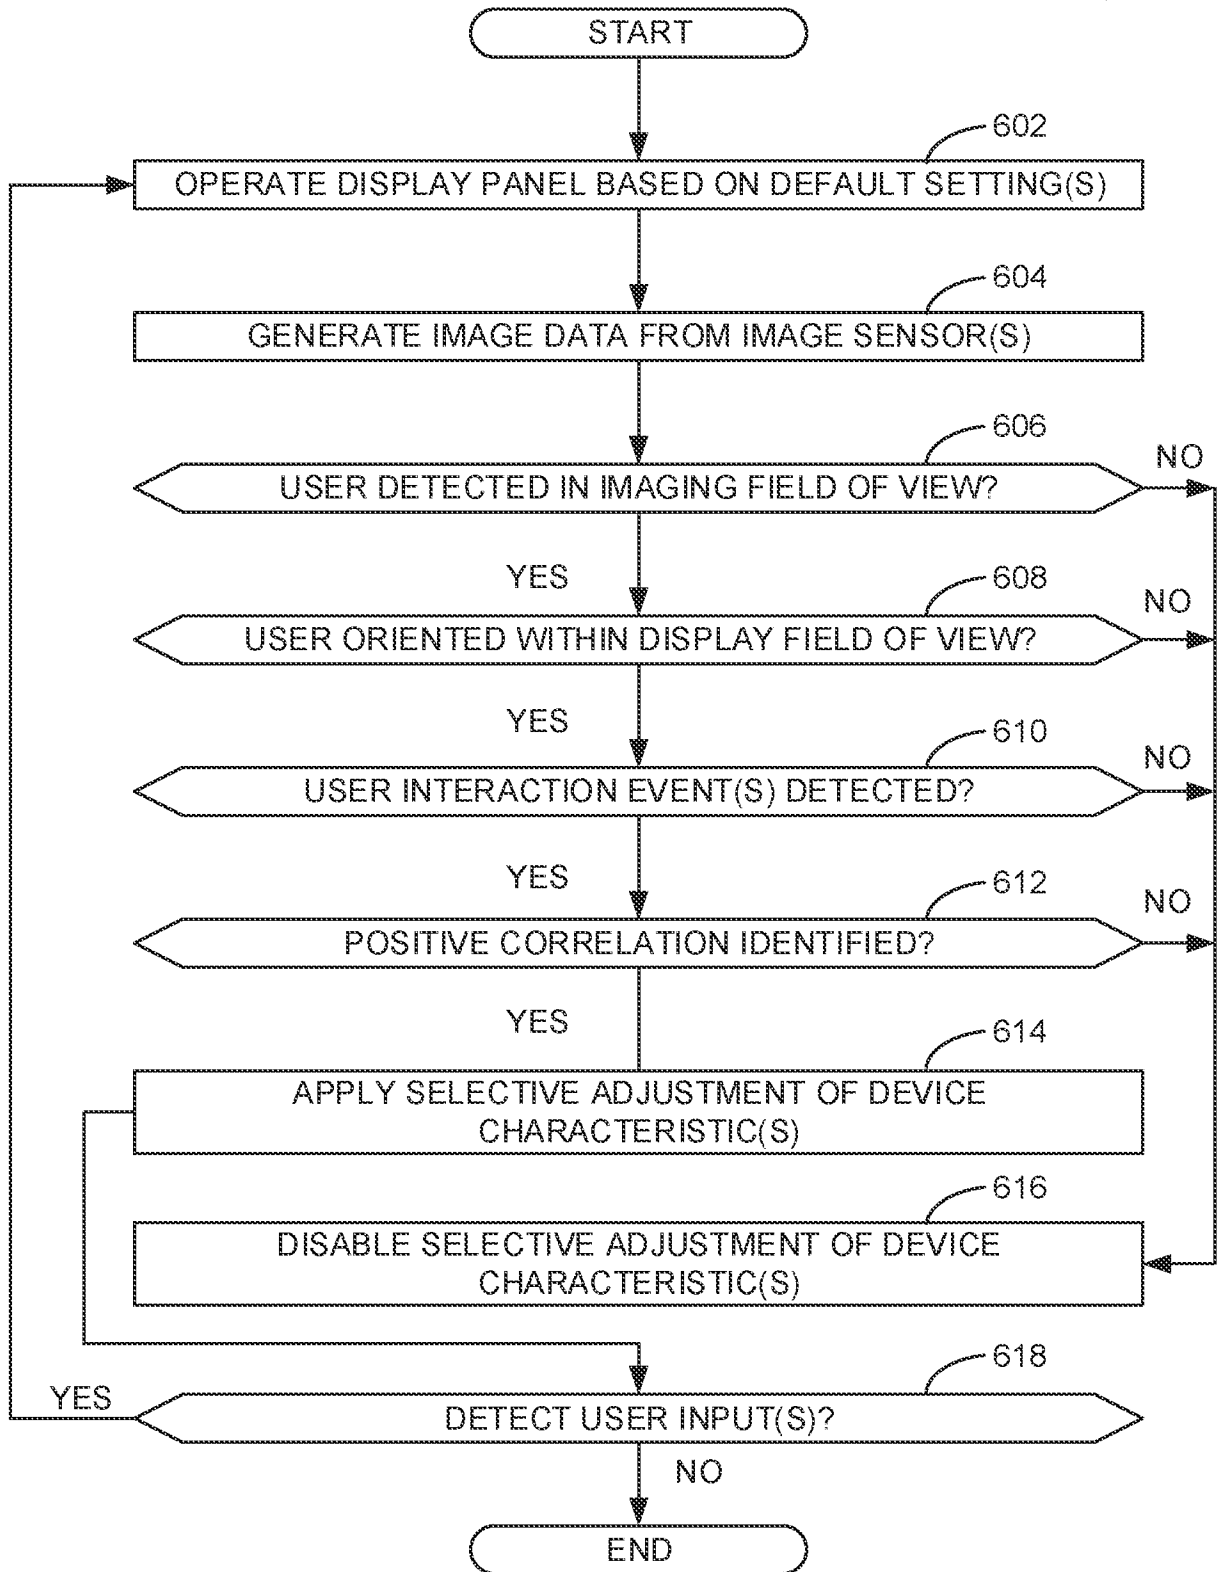 START
602
OPERATE DISPLAY PANEL BASED ON DEFAULT SETTING(S)
604
GENERATE IMAGE DATA FROM IMAGE SENSOR(S)
606
NO
USER DETECTED IN IMAGING FIELD OF VIEW?
YES
608
NO
USER ORIENTED WITHIN DISPLAY FIELD OF VIEW?
YES
610
NO
USER INTERACTION EVENT(S) DETECTED?
YES
612
NO
POSITIVE CORRELATION IDENTIFIED?
YES
614
APPLY SELECTIVE ADJUSTMENT OF DEVICE
CHARACTERISTIC(S)
616
DISABLE SELECTIVE ADJUSTMENT OF DEVICE
CHARACTERISTIC(S)
618
YES
DETECT USER INPUT(S)?
NO
END